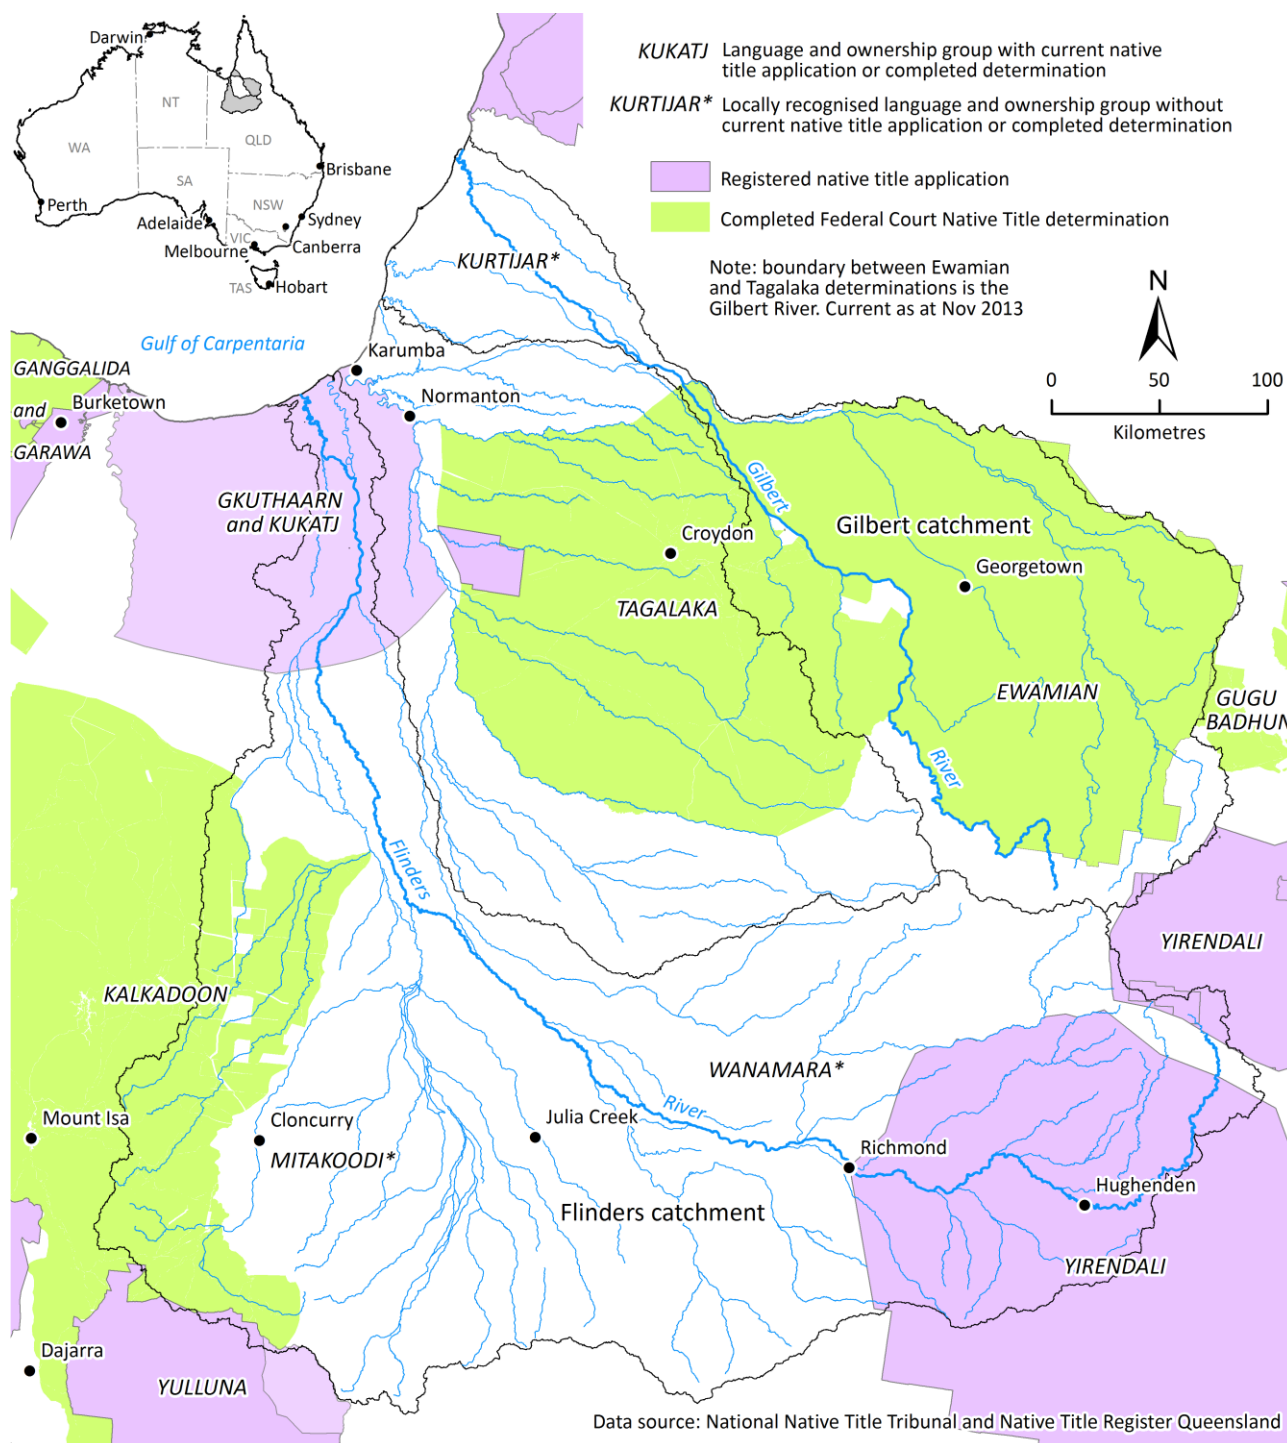 Darwin
NT
WA
QLD
SA
Brisbane
NSW
Perth
Adelaide
Sydney
VIC
Melbourne
Canberra
TAS
Hobart
KUKATJ Language and ownership group with current native
title application or completed determination
KURTIJAR* Locally recognised language and ownership group without
current native title application or completed determination
Registered native title application
Completed Federal Court Native Title determination
Note: boundary between Ewamian
and Tagalaka determinations is the
Gilbert River. Current as at Nov 2013
N
0 50 100
Kilometres
KURTIJAR*
Gulf of Carpentaria
Karumba
GANGGALIDA
and
GARAWA
Burketown
Normanton
GKUTHAARN
and KUKATJ
Gilbert
Gilbert catchment
Croydon
Georgetown
TAGALAKA
EWAMIAN
GUGU
BADHUN
River
Flinders
YIRENDALI
KALKADOON
WANAMARA*
River
Mount Isa
Cloncurry
Julia Creek
MITAKOODI*
Richmond
Hughenden
Flinders catchment
YIRENDALI
Dajarra
YULLUNA
Data source: National Native Title Tribunal and Native Title Register Queensland